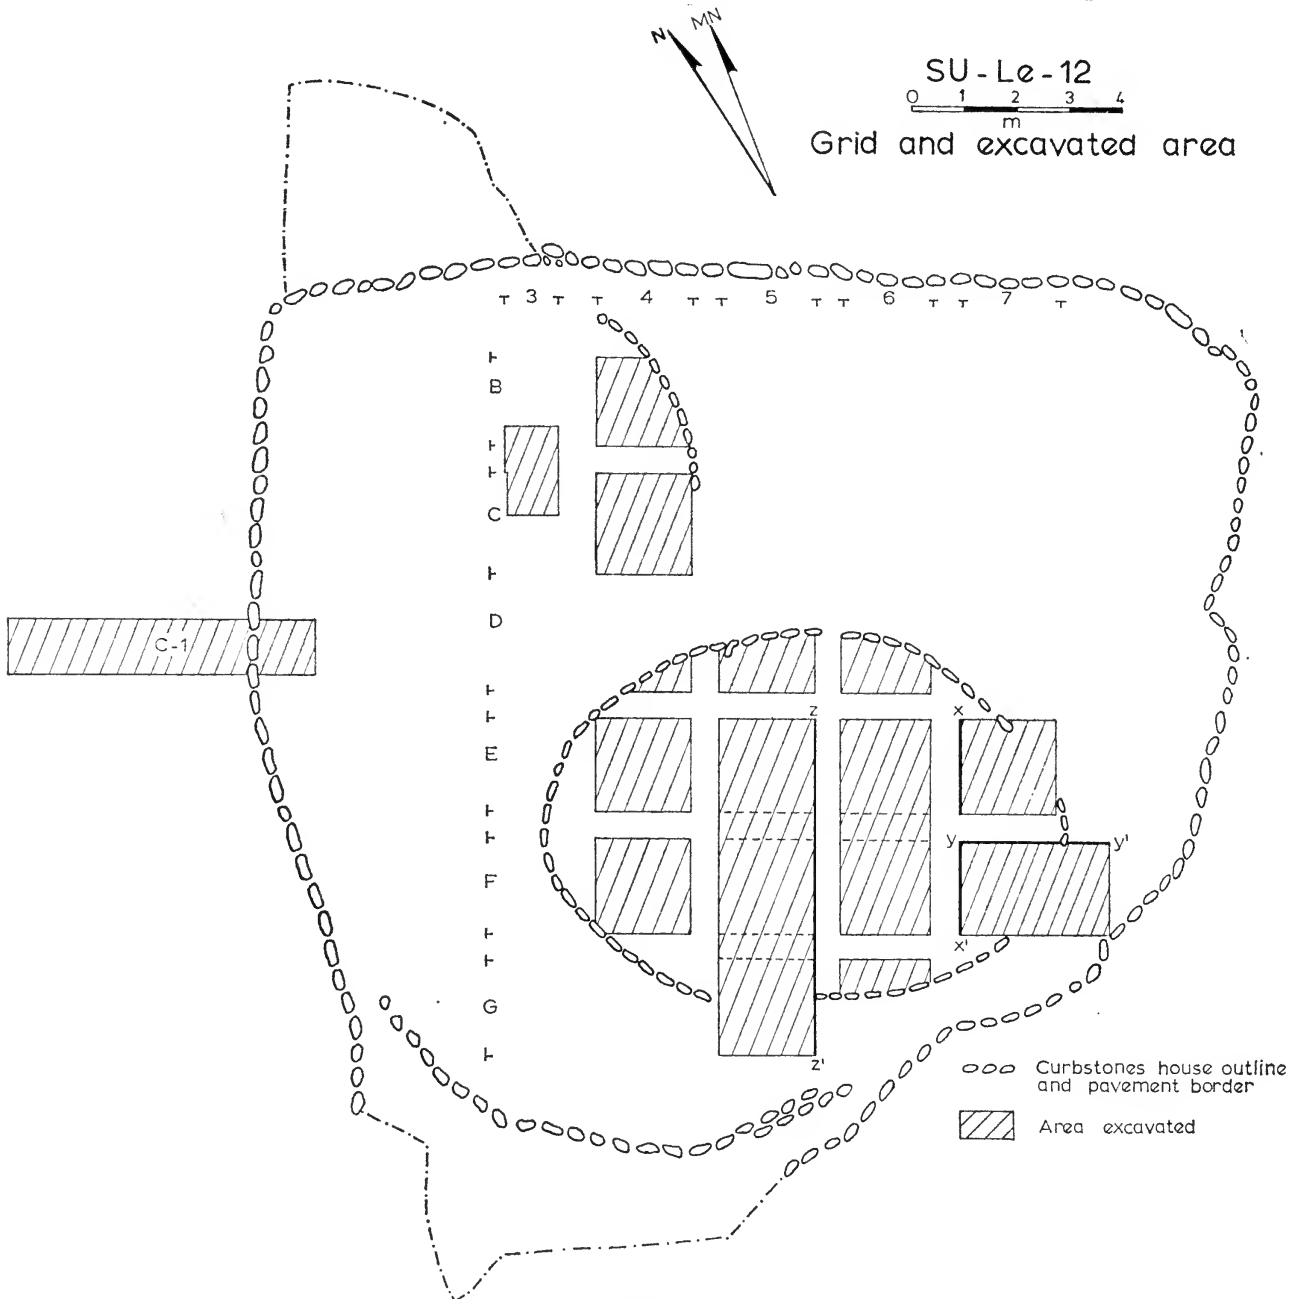 N MN
SU-Le-12
0 1 2 3 4
m
Grid and excavated area
3 4 5 6 7
B
C
D
C-1
z x
E
y y'
F
x'
G
z'
Curbstones house outline
and pavement border
Area excavated